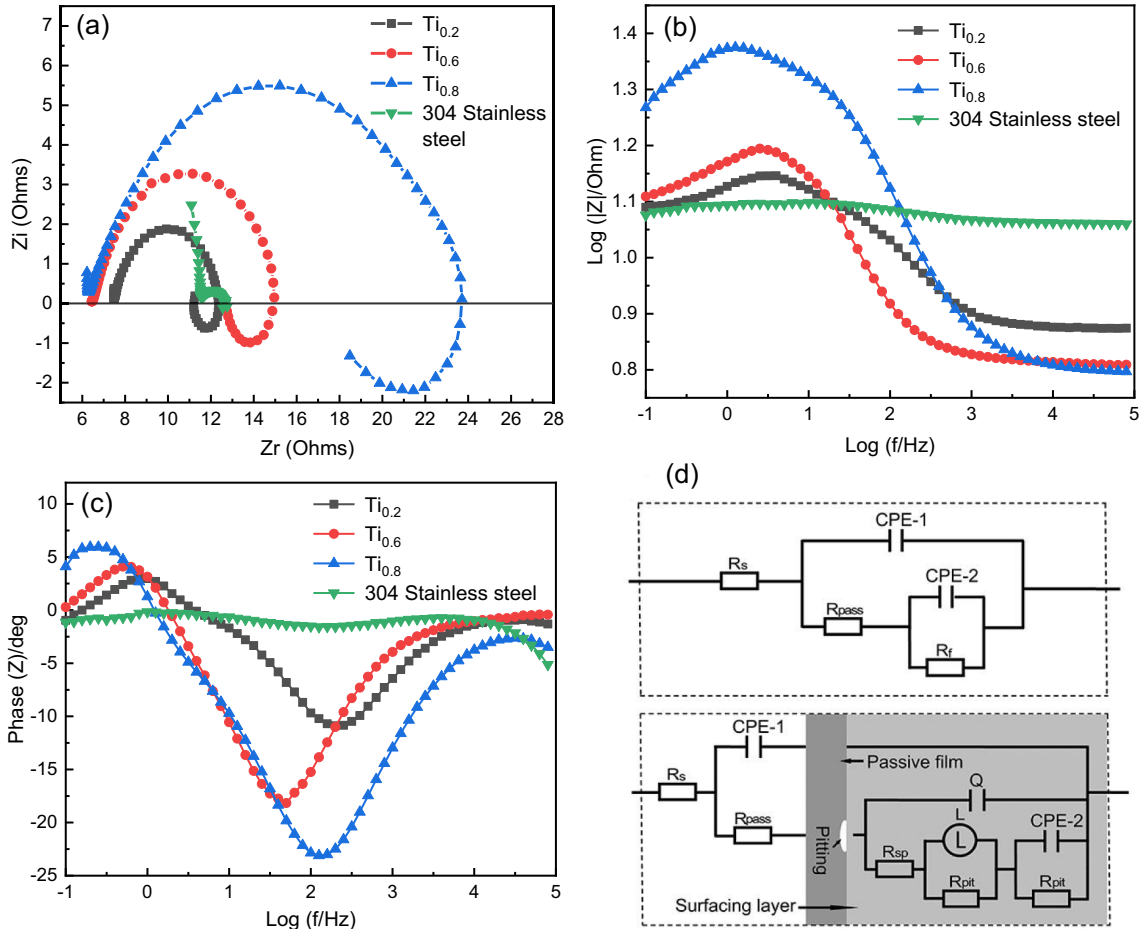 (a)
Ti0.2
Ti0.6
Ti0.8
304 Stainless
steel
7
6
5
4
3
2
1
0
-1
-2
Zi (Ohms)
6 8 10 12 14 16 18 20 22 24 26 28
Zr (Ohms)
(b)
Ti0.2
Ti0.6
Ti0.8
304 Stainless steel
1.4
1.3
1.2
1.1
1.0
0.9
0.8
Log (|Z|/Ohm)
-1 0 1 2 3 4 5
Log (f/Hz)
(c)
Ti0.2
Ti0.6
Ti0.8
304 Stainless steel
10
5
0
-5
-10
-15
-20
-25
Phase (Z)/deg
-1 0 1 2 3 4 5
Log (f/Hz)
(d)
CPE-1
Rs
CPE-2
Rpass
Rf
CPE-1
Passive film
Rs
Q
Rpass
Pitting
L
L
CPE-2
Rsp
Rpit
Rpit
Surfacing layer